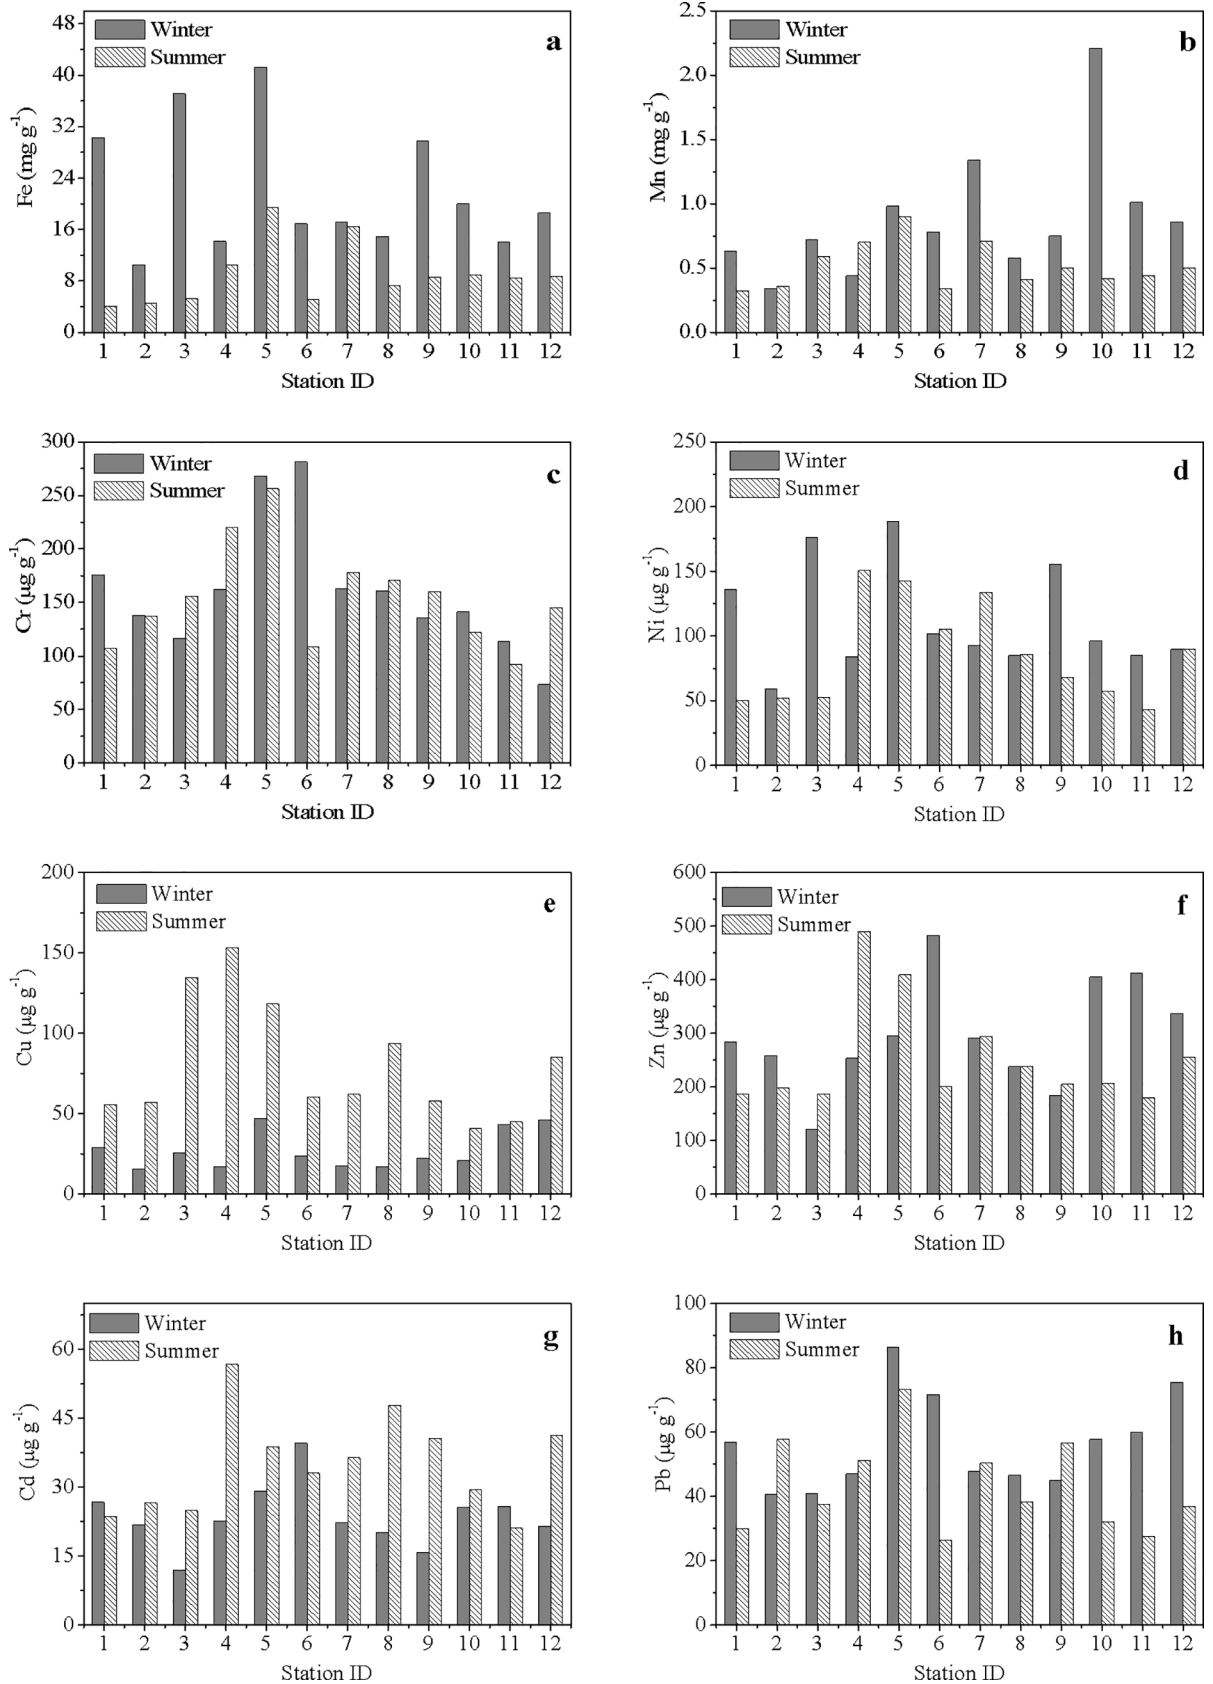 Winter
Summer
a
Fe (mg g⁻¹)
48
40
32
24
16
8
0
1 2 3 4 5 6 7 8 9 10 11 12
Station ID
Winter
Summer
b
Mn (mg g⁻¹)
2.5
2.0
1.5
1.0
0.5
0.0
1 2 3 4 5 6 7 8 9 10 11 12
Station ID
Winter
Summer
c
Cr (µg g⁻¹)
300
250
200
150
100
50
0
1 2 3 4 5 6 7 8 9 10 11 12
Station ID
Winter
Summer
d
Ni (µg g⁻¹)
250
200
150
100
50
0
1 2 3 4 5 6 7 8 9 10 11 12
Station ID
Winter
Summer
e
Cu (µg g⁻¹)
200
150
100
50
0
1 2 3 4 5 6 7 8 9 10 11 12
Station ID
Winter
Summer
f
Zn (µg g⁻¹)
600
500
400
300
200
100
0
1 2 3 4 5 6 7 8 9 10 11 12
Station ID
Winter
Summer
g
Cd (µg g⁻¹)
60
45
30
15
0
1 2 3 4 5 6 7 8 9 10 11 12
Station ID
Winter
Summer
h
Pb (µg g⁻¹)
100
80
60
40
20
0
1 2 3 4 5 6 7 8 9 10 11 12
Station ID